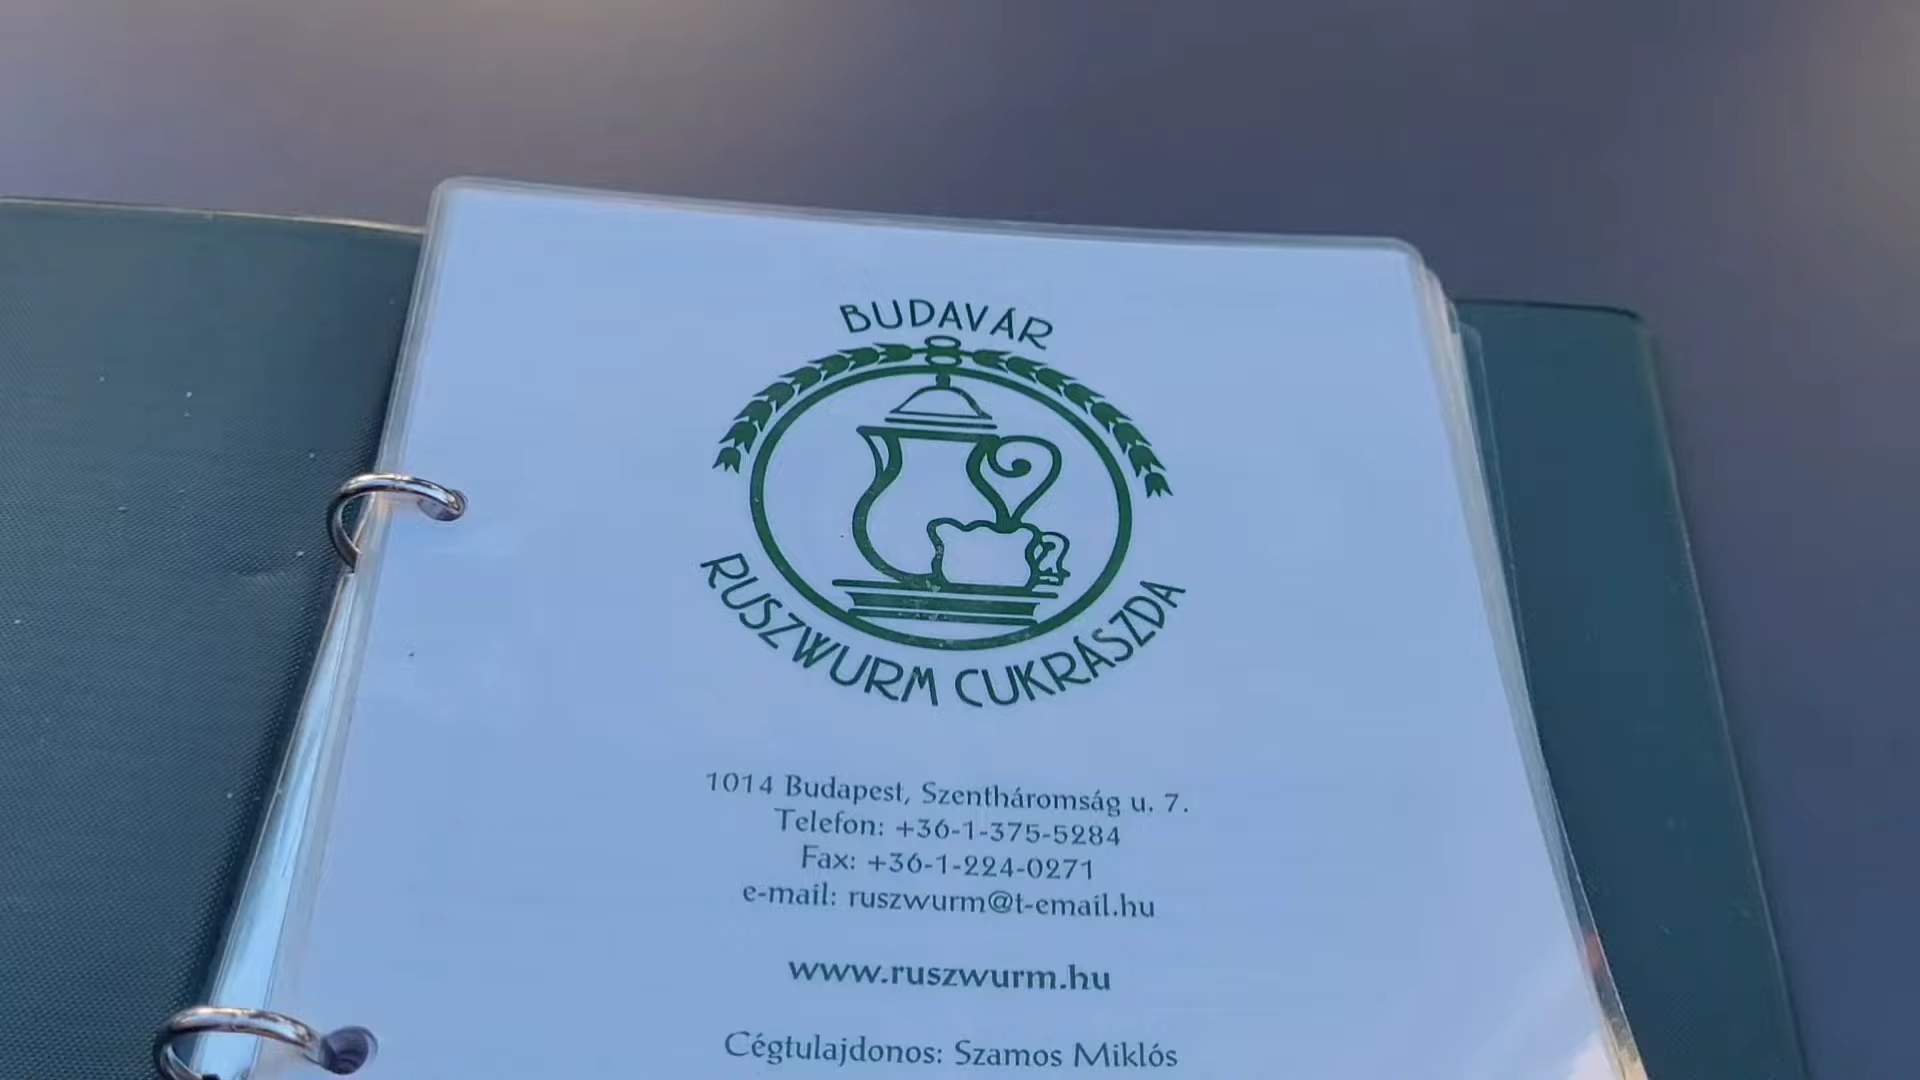 BUDAVÁR
RUSZWURM CUKRÁSZDA
1014 Budapest, Szentháromság u. 7.
Telefon: +36-1-375-5284
Fax: +36-1-224-0271
e-mail: ruszwurm@t-email.hu
www.ruszwurm.hu
Cégtulajdonos: Szamos Miklós